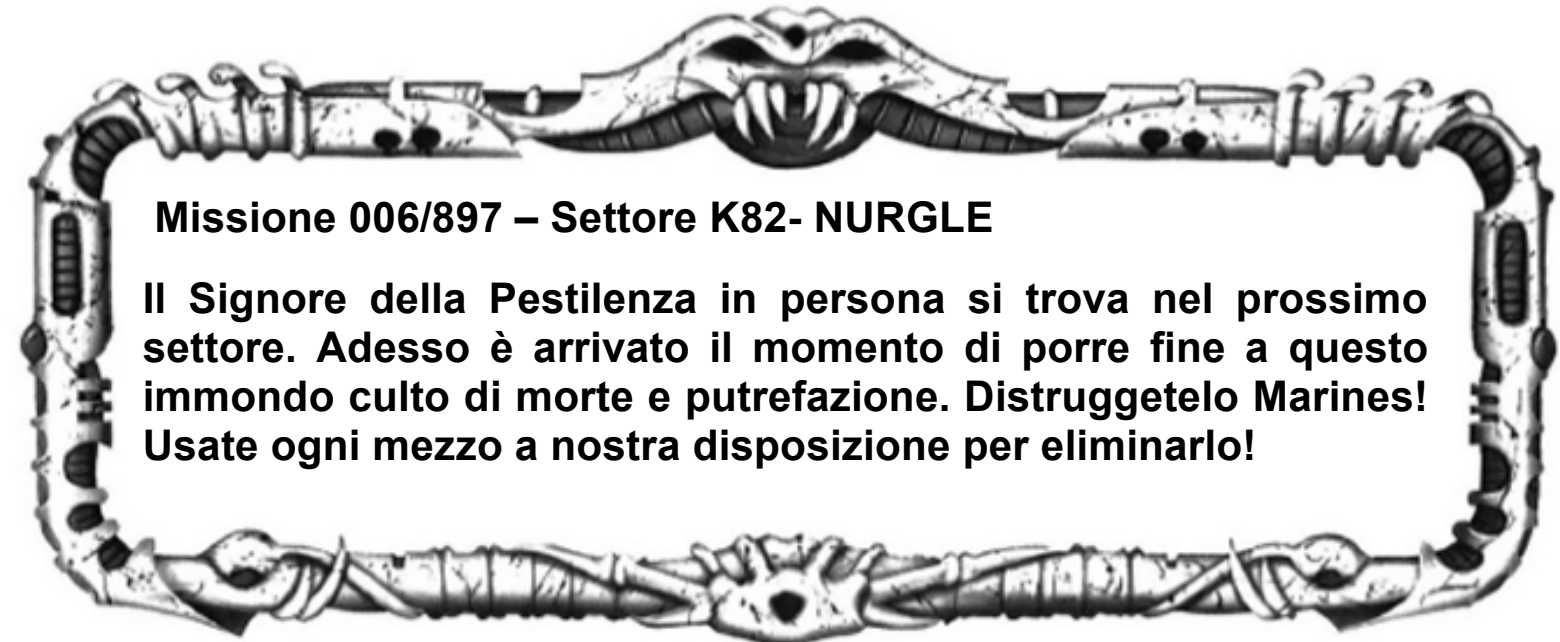 Missione 006/897 – Settore K82- NURGLE
Il Signore della Pestilenza in persona si trova nel prossimo
settore. Adesso è arrivato il momento di porre fine a questo
immondo culto di morte e putrefazione. Distruggetelo Marines!
Usate ogni mezzo a nostra disposizione per eliminarlo!